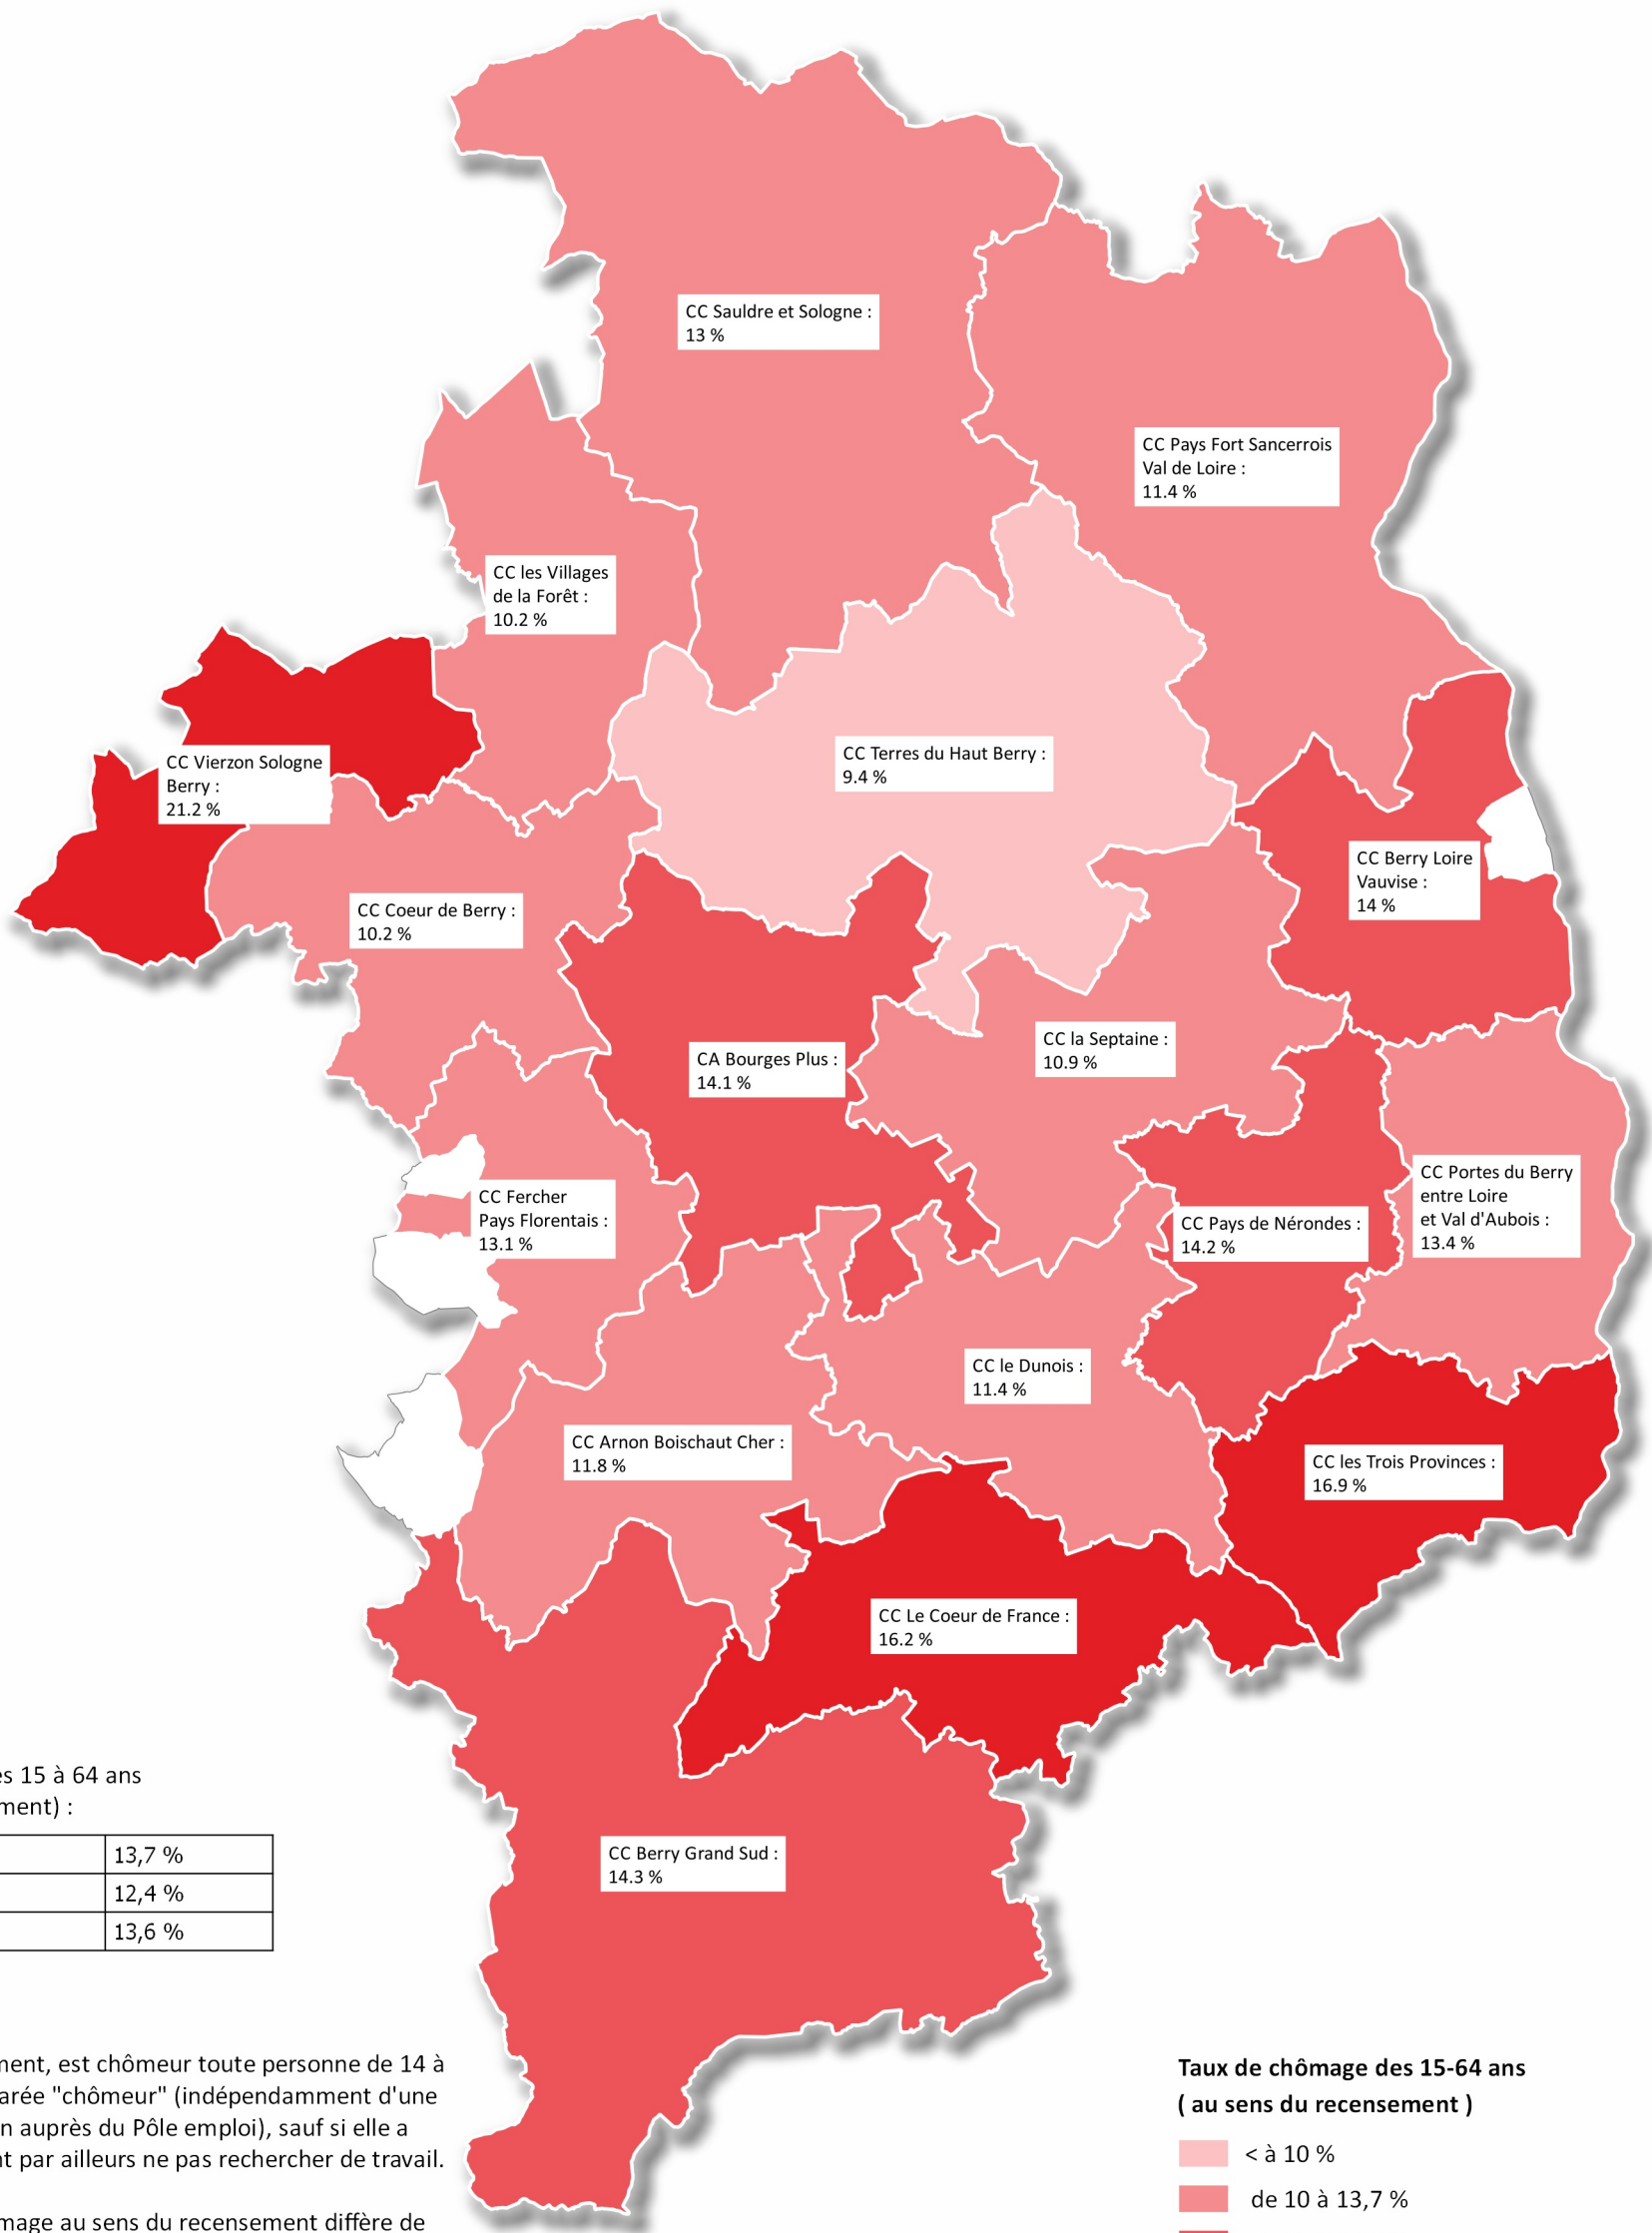 CC Sauldre et Sologne :
13 %
CC Pays Fort Sancerrois
Val de Loire :
11.4 %
CC les Villages
de la Forêt :
10.2 %
CC Vierzon Sologne
Berry :
21.2 %
CC Terres du Haut Berry :
9.4 %
CC Berry Loire
Vauvise :
14 %
CC Coeur de Berry :
10.2 %
CC la Septaine :
10.9 %
CA Bourges Plus :
14.1 %
CC Portes du Berry
entre Loire
et Val d'Aubois :
13.4 %
CC Fercher
Pays Florentais :
13.1 %
CC Pays de Nérondes :
14.2 %
CC le Dunois :
11.4 %
CC Arnon Boischaut Cher :
11.8 %
CC les Trois Provinces :
16.9 %
CC Le Coeur de France :
16.2 %
CC Berry Grand Sud :
14.3 %
es 15 à 64 ans
ment) :
13,7 %
12,4 %
13,6 %
ment, est chômeur toute personne de 14 à
arée "chômeur" (indépendamment d'une
n auprès du Pôle emploi), sauf si elle a
nt par ailleurs ne pas rechercher de travail.
mage au sens du recensement diffère de
Taux de chômage des 15-64 ans
( au sens du recensement )
< à 10 %
de 10 à 13,7 %